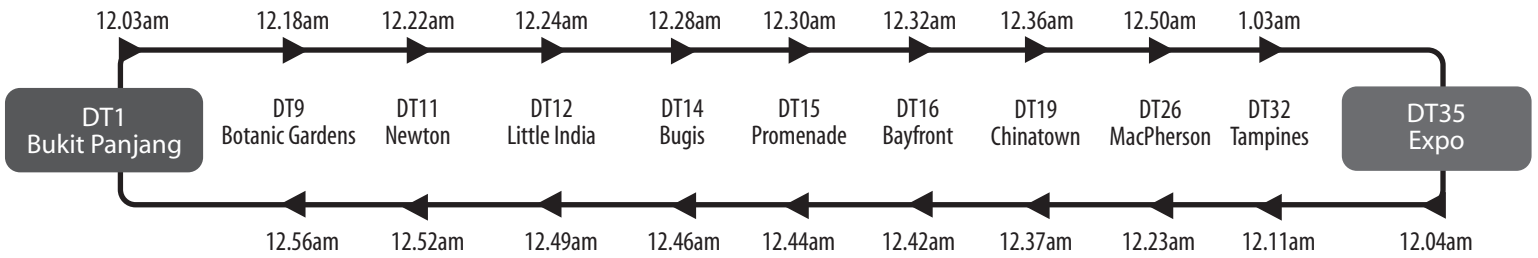 12.03am 12.18am 12.22am 12.24am 12.28am 12.30am 12.32am 12.36am 12.50am 1.03am
DT1 DT9 DT11 DT12 DT14 DT15 DT16 DT19 DT26 DT32 DT35
Bukit Panjang Botanic Gardens Newton Little India Bugis Promenade Bayfront Chinatown MacPherson Tampines Expo
12.56am 12.52am 12.49am 12.46am 12.44am 12.42am 12.37am 12.23am 12.11am 12.04am